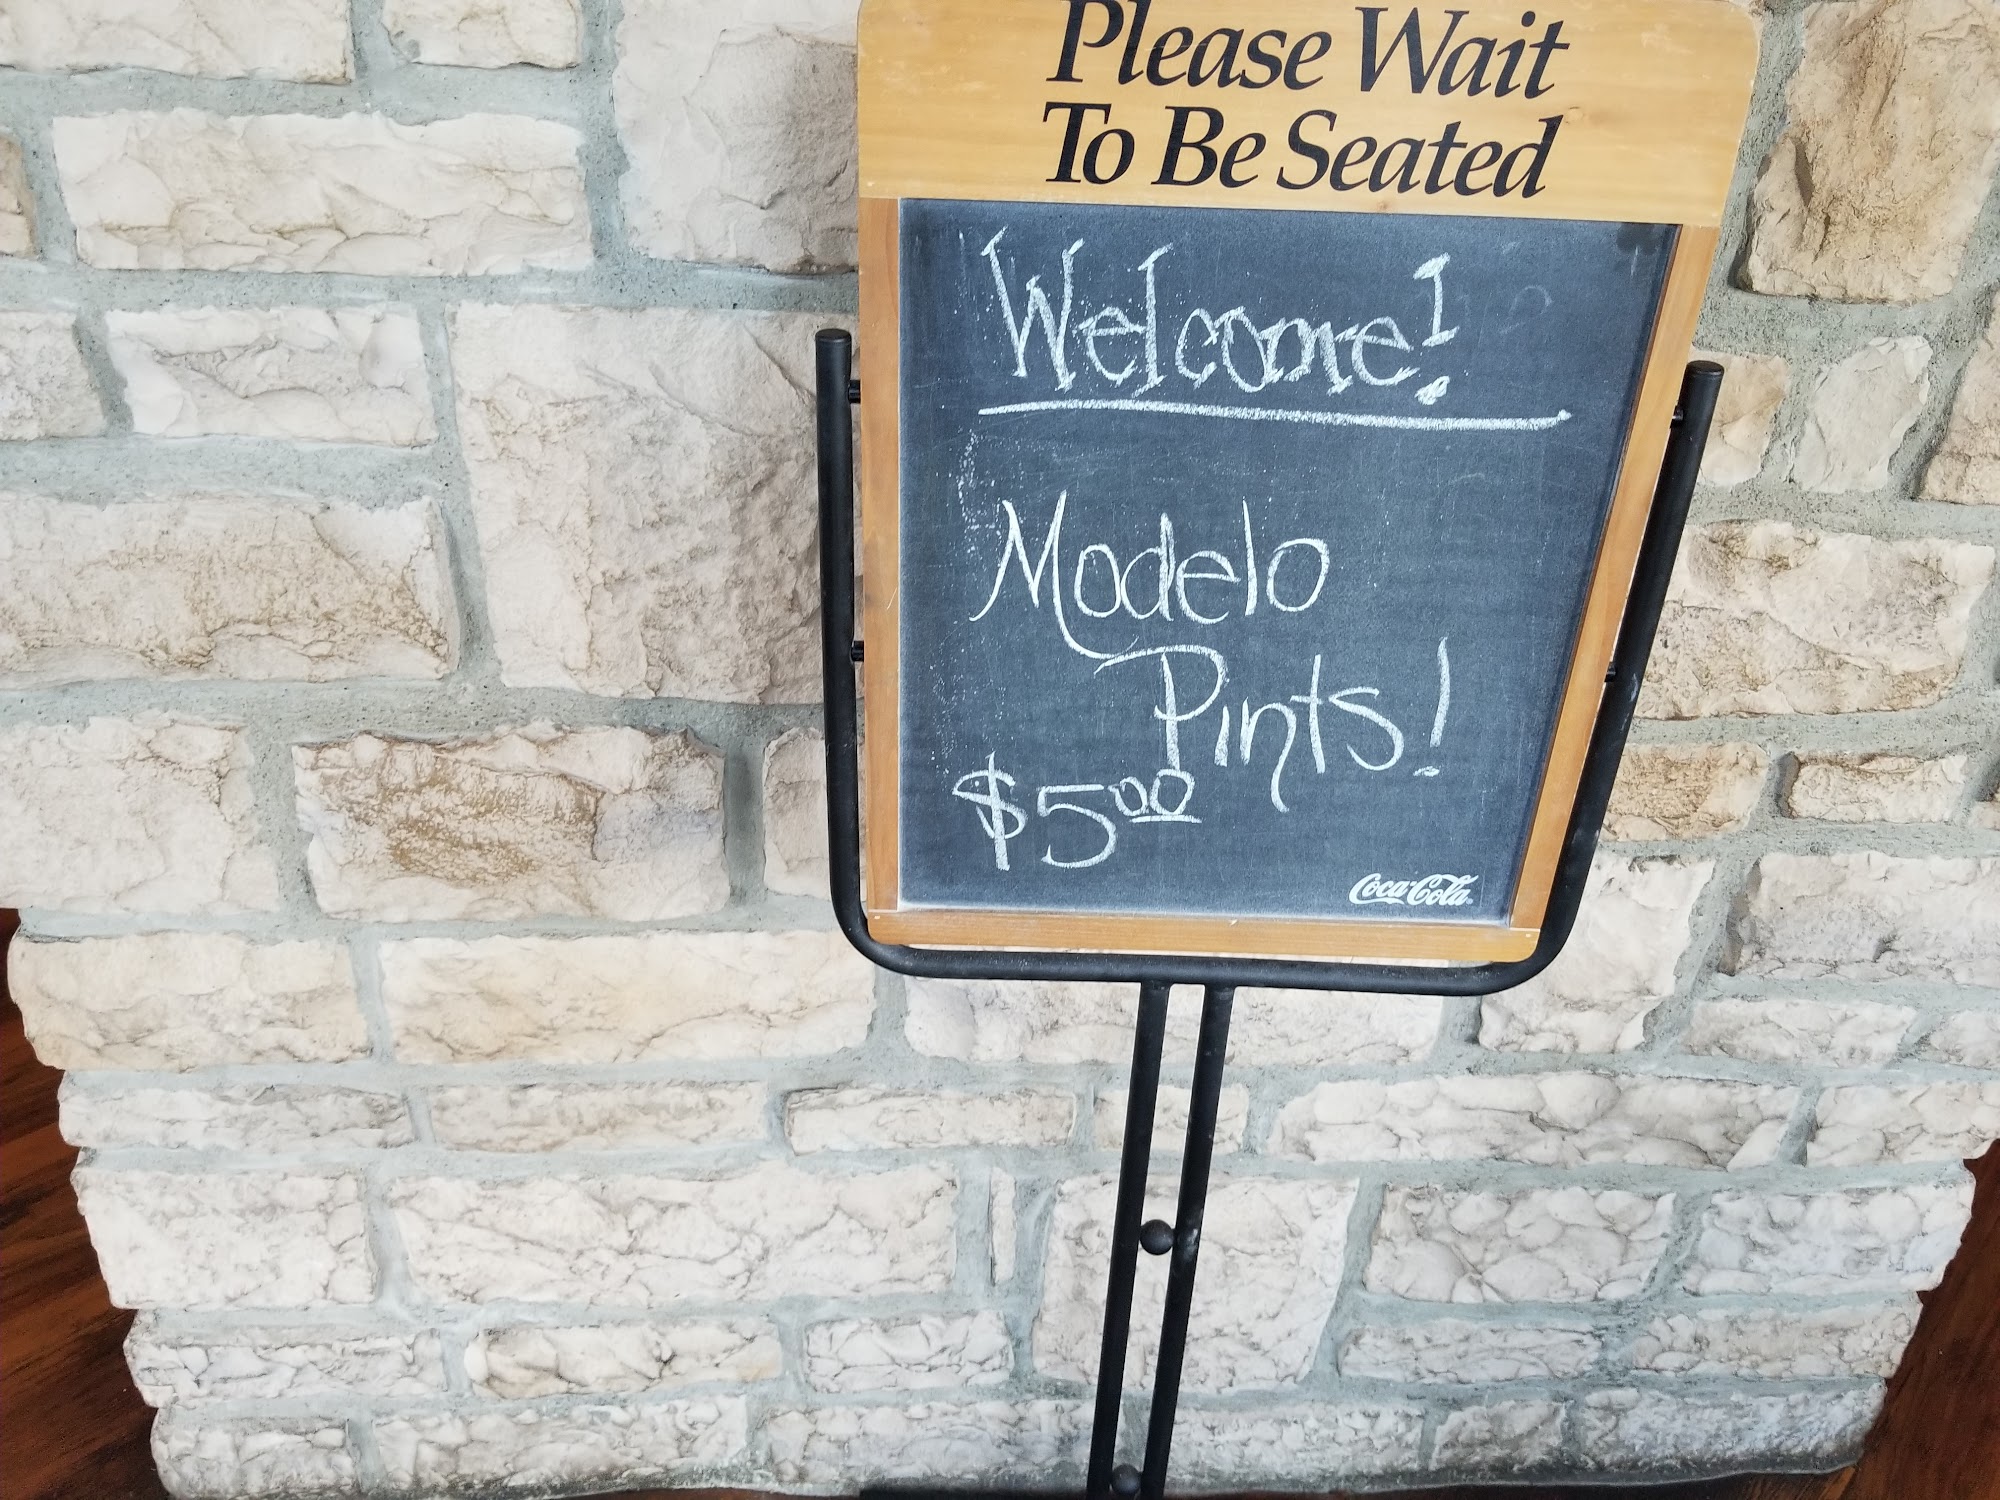 Please Wait
To Be Seated
Welcome!
Modelo
Pints!
$5.00
Coca-Cola